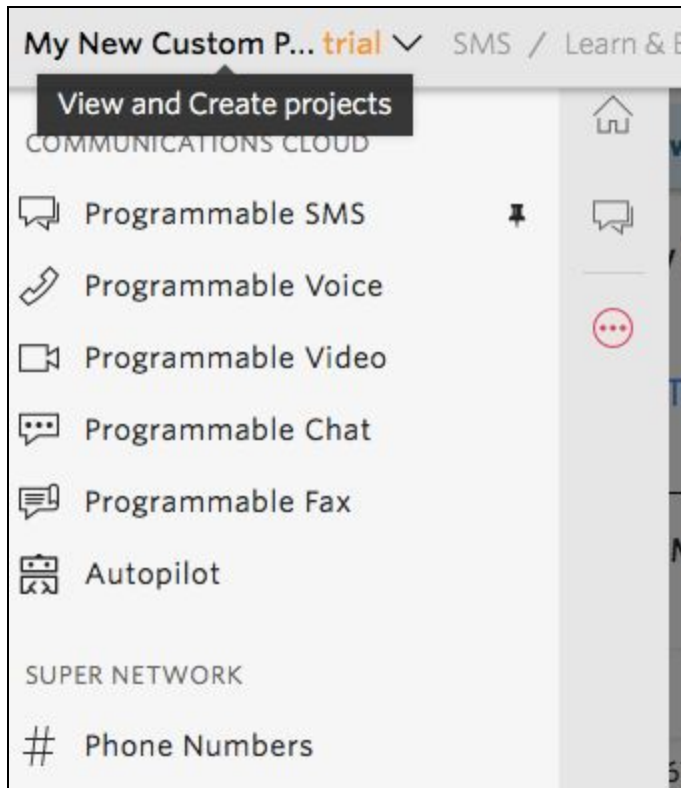 My New Custom P... trial SMS / Learn &
View and Create projects
COMMUNICATIONS CLOUD
Programmable SMS
Programmable Voice
Programmable Video
Programmable Chat
Programmable Fax
Autopilot
SUPER NETWORK
# Phone Numbers